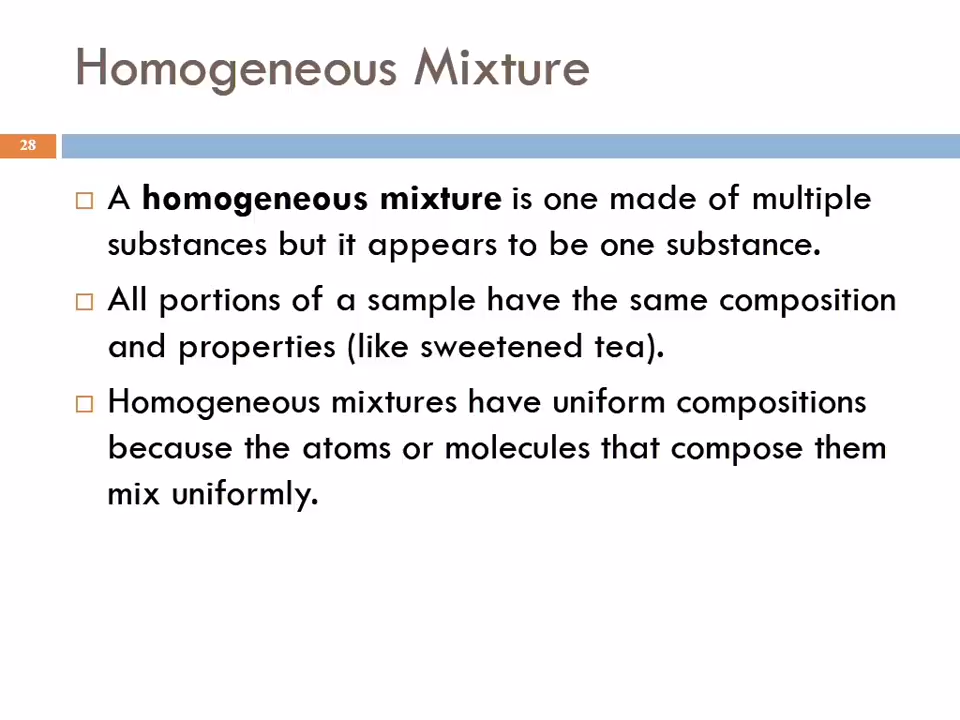 Homogeneous Mixture
28
A homogeneous mixture is one made of multiple
substances but it appears to be one substance.
All portions of a sample have the same composition
and properties (like sweetened tea).
Homogeneous mixtures have uniform compositions
because the atoms or molecules that compose them
mix uniformly.